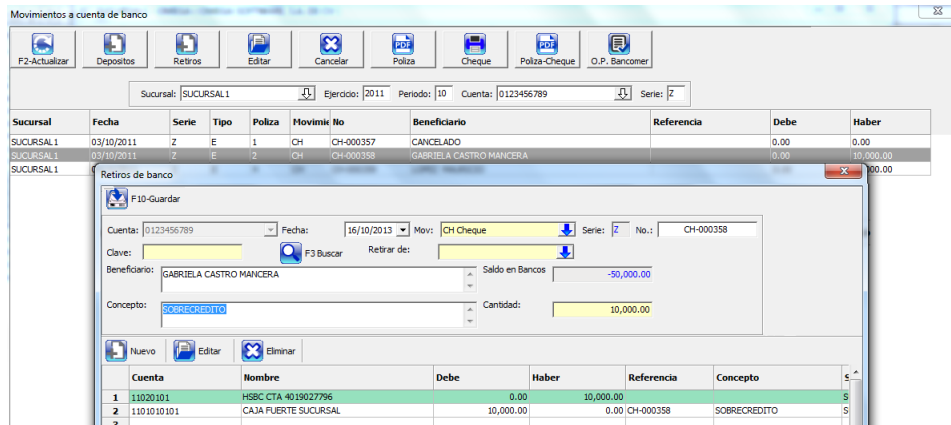 Movimientos a cuenta de banco
F2-Actualizar Depositos Retiros Editar Cancelar PDF Poliza Cheque PDF Poliza-Cheque O.P. Bancomer
Sucursal: SUCURSAL1 Ejercicio: 2011 Periodo: 10 Cuenta: 0123456789 Serie: Z
Sucursal Fecha Serie Tipo Poliza Movimie No Beneficiario Referencia Debe Haber
SUCURSAL1 03/10/2011 Z E 1 CH CH-000357 CANCELADO 0.00 0.00
SUCURSAL1 03/10/2011 Z E 2 CH CH-000358 GABRIELA CASTRO MANCERA 0.00 10,000.00
SUCURSAL1
Retiros de banco
F10-Guardar
Cuenta: 0123456789 Fecha: 16/10/2013 Mov: CH Cheque Serie: Z No.: CH-000358
Clave: F3 Buscar Retirar de:
Beneficiario: GABRIELA CASTRO MANCERA Saldo en Bancos -50,000.00
Concepto: SOBRECREDITO Cantidad: 10,000.00
Nuevo Editar Eliminar
Cuenta Nombre Debe Haber Referencia Concepto
1 11020101 HSBC CTA 4019027796 0.00 10,000.00 S
2 1101010101 CAJA FUERTE SUCURSAL 10,000.00 0.00 CH-000358 SOBRECREDITO S
3